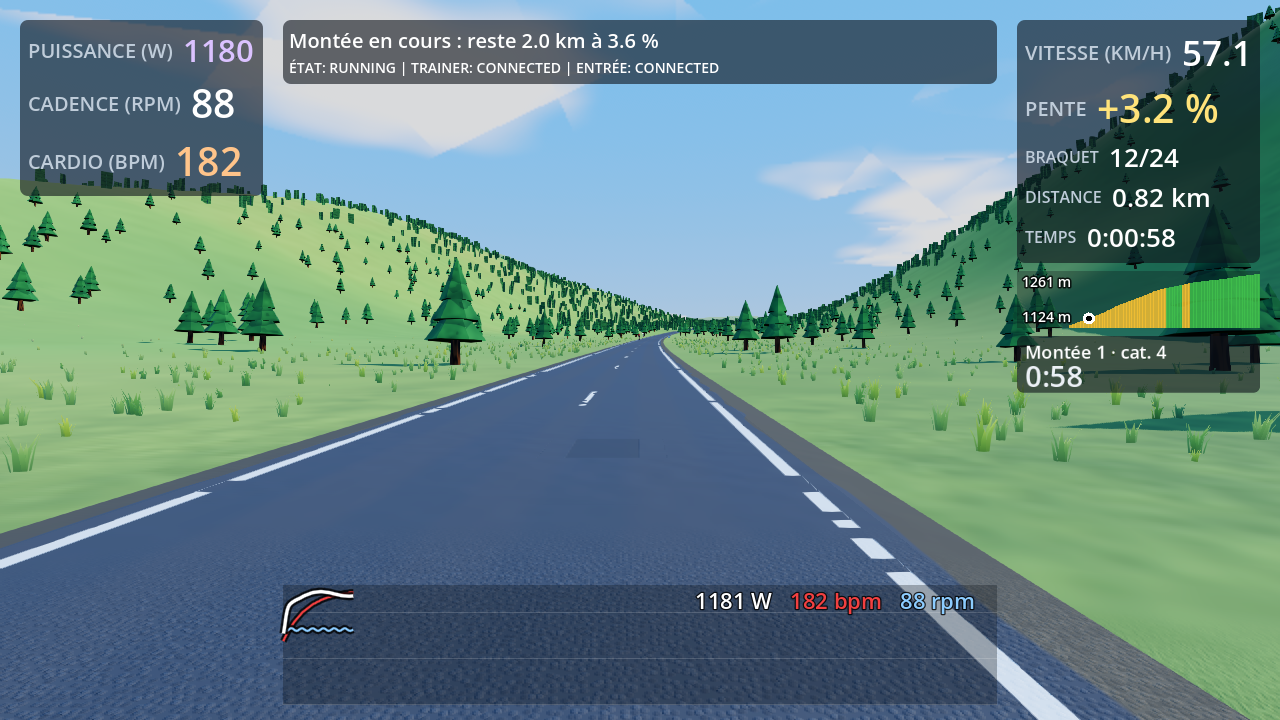 PUISSANCE (W) 1180
CADENCE (RPM) 88
CARDIO (BPM) 182
Montée en cours : reste 2.0 km à 3.6 %
ÉTAT: RUNNING | TRAINER: CONNECTED | ENTRÉE: CONNECTED
VITESSE (KM/H) 57.1
PENTE +3.2 %
BRAQUET 12/24
DISTANCE 0.82 km
TEMPS 0:00:58
1261 m
1124 m
Montée 1 · cat. 4
0:58
1181 W 182 bpm 88 rpm